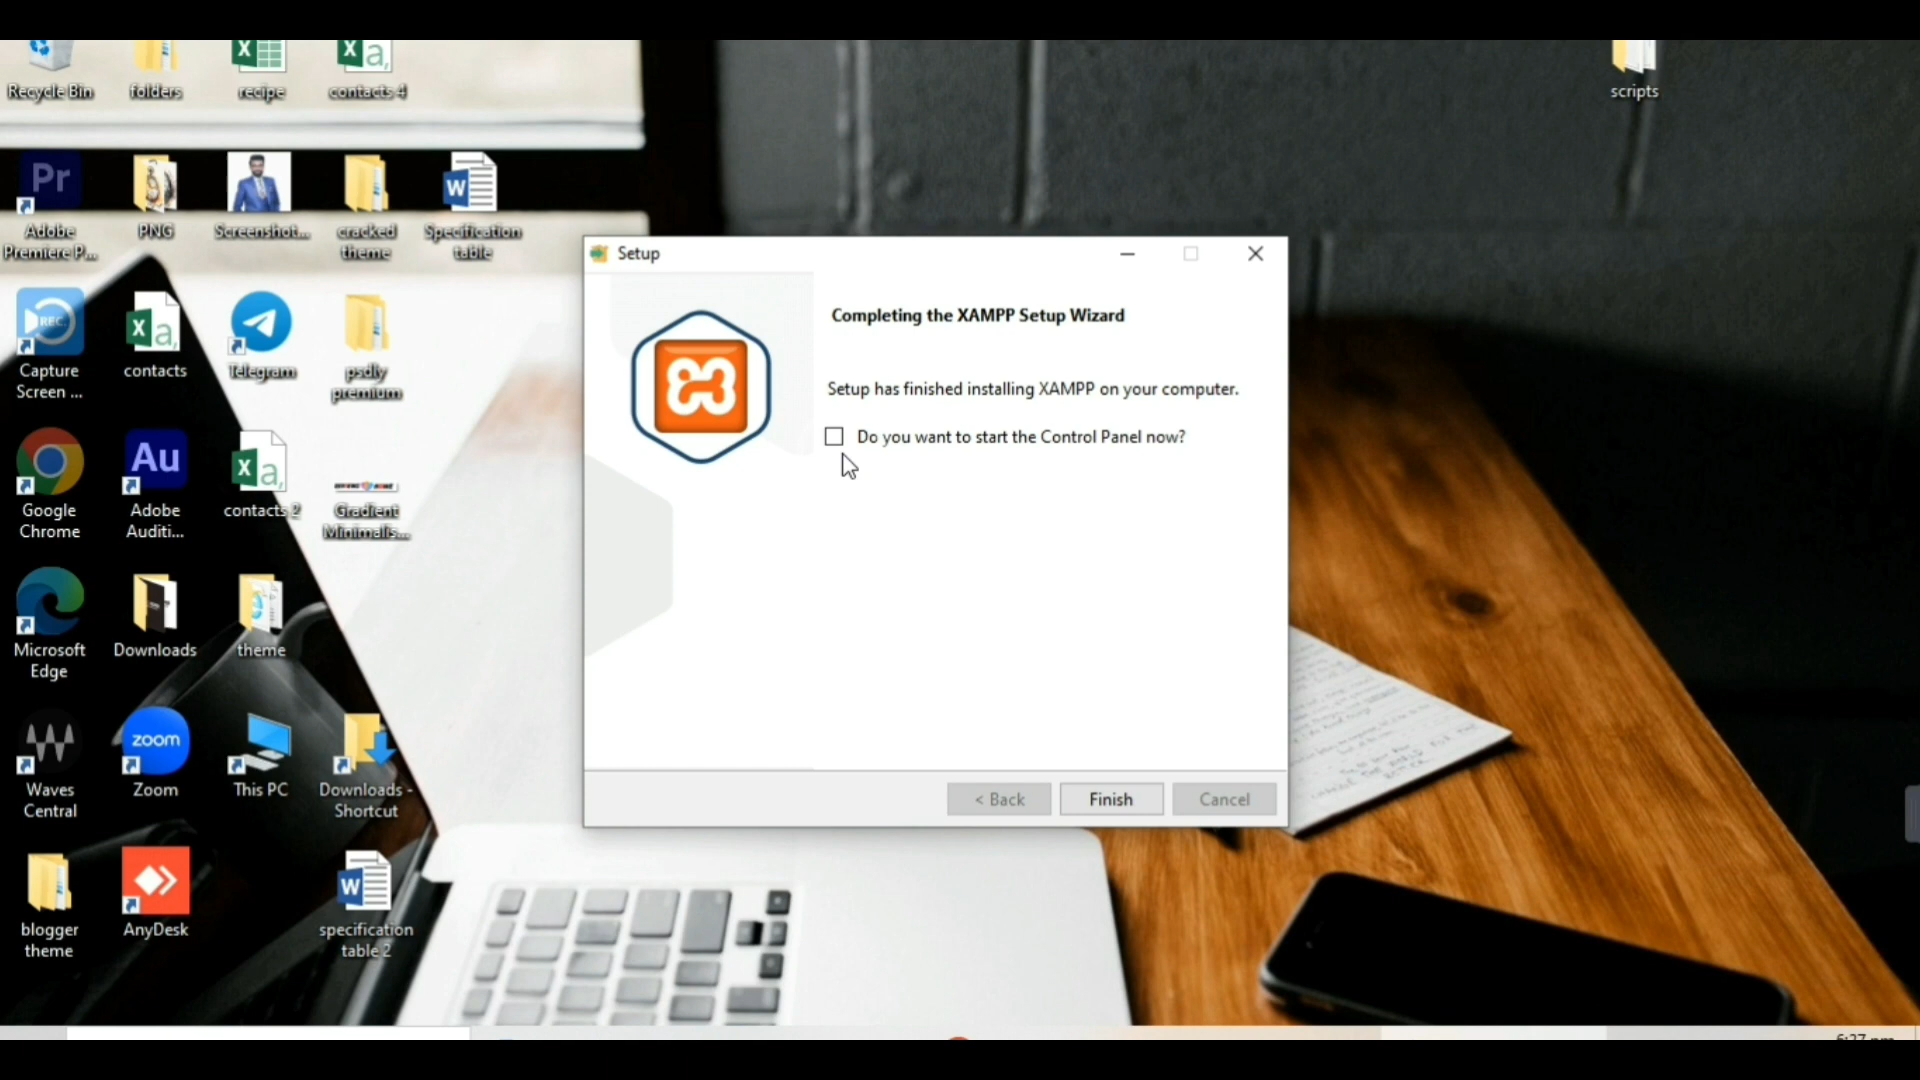 Recycle Bin
folders
recipe
contacts 4
scripts
Pr
Adobe
Premiere P...
PNG
Screenshot...
cracked
theme
W
Specification
table
Setup
Completing the XAMPP Setup Wizard
Setup has finished installing XAMPP on your computer.
Do you want to start the Control Panel now?
< Back
Finish
Cancel
REC
Capture
Screen ...
contacts
Telegram
psdly
premium
Google
Chrome
Au
Adobe
Auditi...
contacts 2
Gradient
Minimalis...
Microsoft
Edge
Downloads
theme
Waves
Central
zoom
Zoom
This PC
Downloads -
Shortcut
blogger
theme
AnyDesk
W
specification
table 2